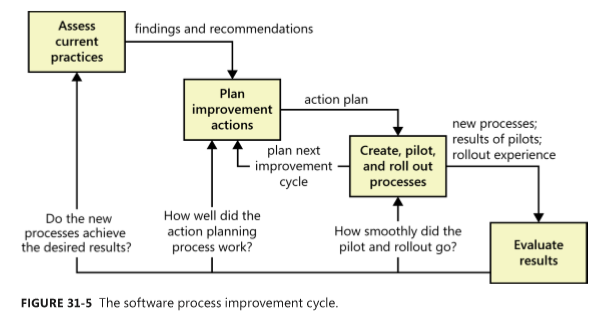 Assess
current
practices
findings and recommendations
Plan
improvement
actions
action plan
plan next
improvement
cycle
Create, pilot,
and roll out
processes
new processes;
results of pilots;
rollout experience
Do the new
processes achieve
the desired results?
How well did the
action planning
process work?
How smoothly did the
pilot and rollout go?
Evaluate
results
FIGURE 31-5 The software process improvement cycle.